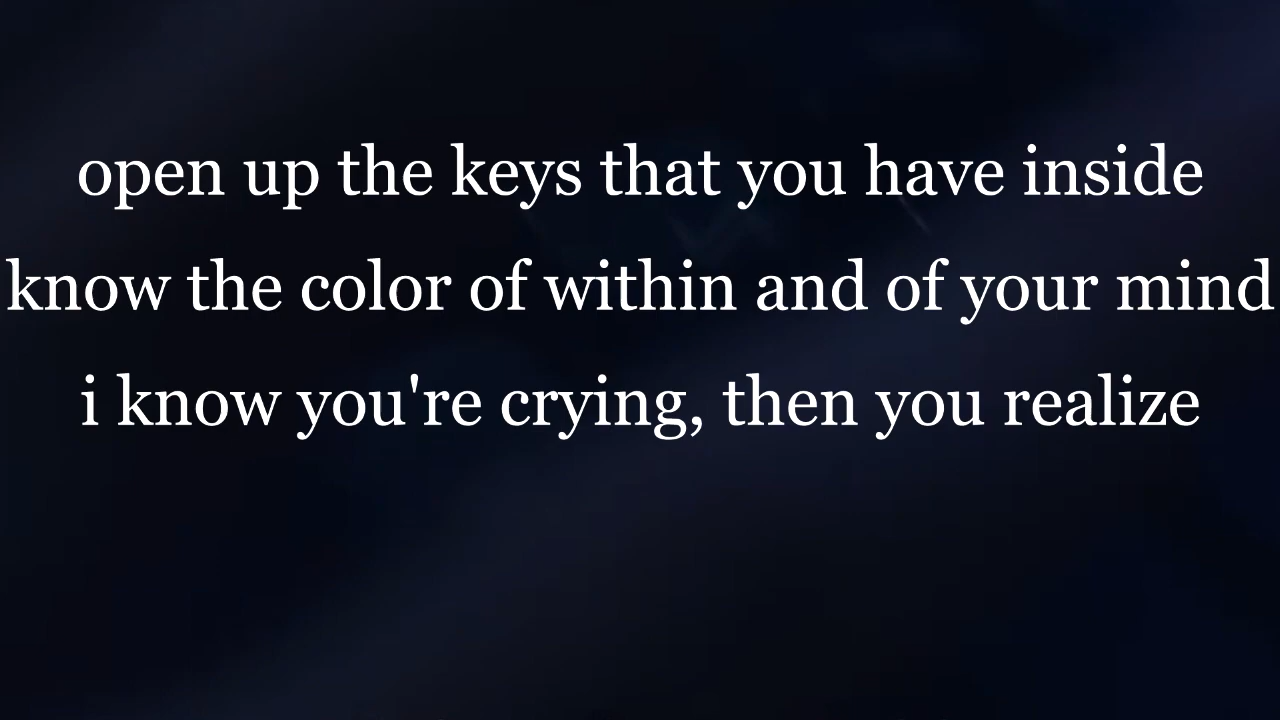 open up the keys that you have inside
know the color of within and of your mind
i know you're crying, then you realize